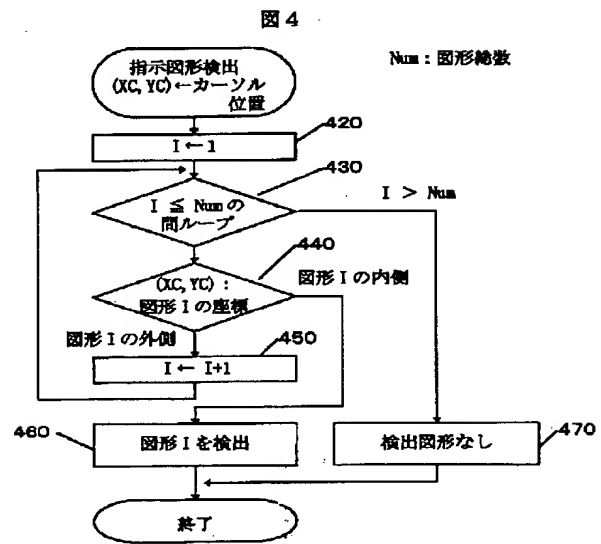 図4
Num : 図形総数
指示図形検出
(XC, YC)←カーソル
位置
420
I ← 1
430
I ≦ Numの
間ループ
I > Num
440
(XC, YC) :
図形Iの座標
図形Iの内側
図形Iの外側
450
I ← I+1
460
図形Iを検出
検出図形なし
470
終了